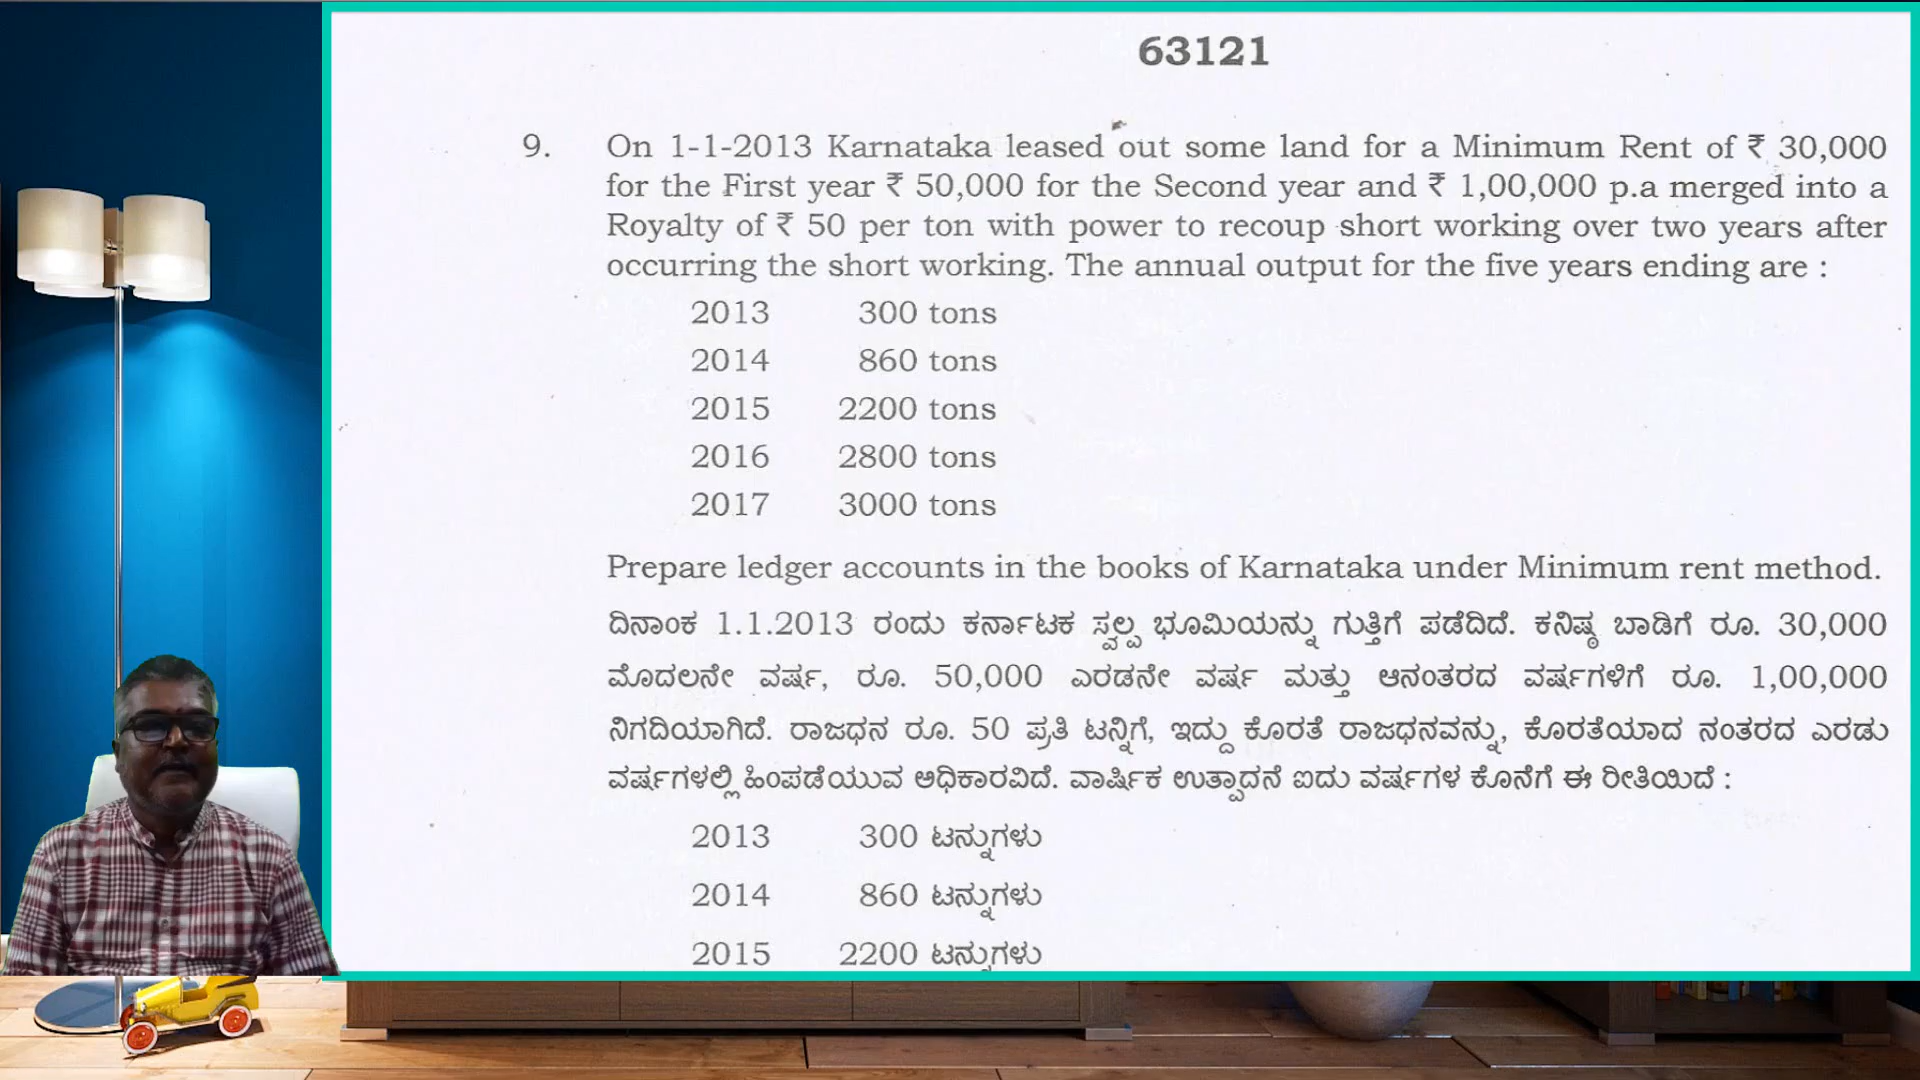 63121
9. On 1-1-2013 Karnataka leased out some land for a Minimum Rent of ₹ 30,000
for the First year ₹ 50,000 for the Second year and ₹ 1,00,000 p.a merged into a
Royalty of ₹ 50 per ton with power to recoup short working over two years after
occurring the short working. The annual output for the five years ending are :
2013 300 tons
2014 860 tons
2015 2200 tons
2016 2800 tons
2017 3000 tons
Prepare ledger accounts in the books of Karnataka under Minimum rent method.
ದಿನಾಂಕ 1.1.2013 ರಂದು ಕರ್ನಾಟಕ ಸ್ವಲ್ಪ ಭೂಮಿಯನ್ನು ಗುತ್ತಿಗೆ ಪಡೆದಿದೆ. ಕನಿಷ್ಠ ಬಾಡಿಗೆ ರೂ. 30,000
ಮೊದಲನೇ ವರ್ಷ, ರೂ. 50,000 ಎರಡನೇ ವರ್ಷ ಮತ್ತು ಆನಂತರದ ವರ್ಷಗಳಿಗೆ ರೂ. 1,00,000
ನಿಗದಿಯಾಗಿದೆ. ರಾಜಧನ ರೂ. 50 ಪ್ರತಿ ಟನ್ನಿಗೆ, ಇದ್ದು ಕೊರತೆ ರಾಜಧನವನ್ನು, ಕೊರತೆಯಾದ ನಂತರದ ಎರಡು
ವರ್ಷಗಳಲ್ಲಿ ಹಿಂಪಡೆಯುವ ಅಧಿಕಾರವಿದೆ. ವಾರ್ಷಿಕ ಉತ್ಪಾದನೆ ಐದು ವರ್ಷಗಳ ಕೊನೆಗೆ ಈ ರೀತಿಯಿದೆ :
2013 300 ಟನ್ನುಗಳು
2014 860 ಟನ್ನುಗಳು
2015 2200 ಟನ್ನುಗಳು